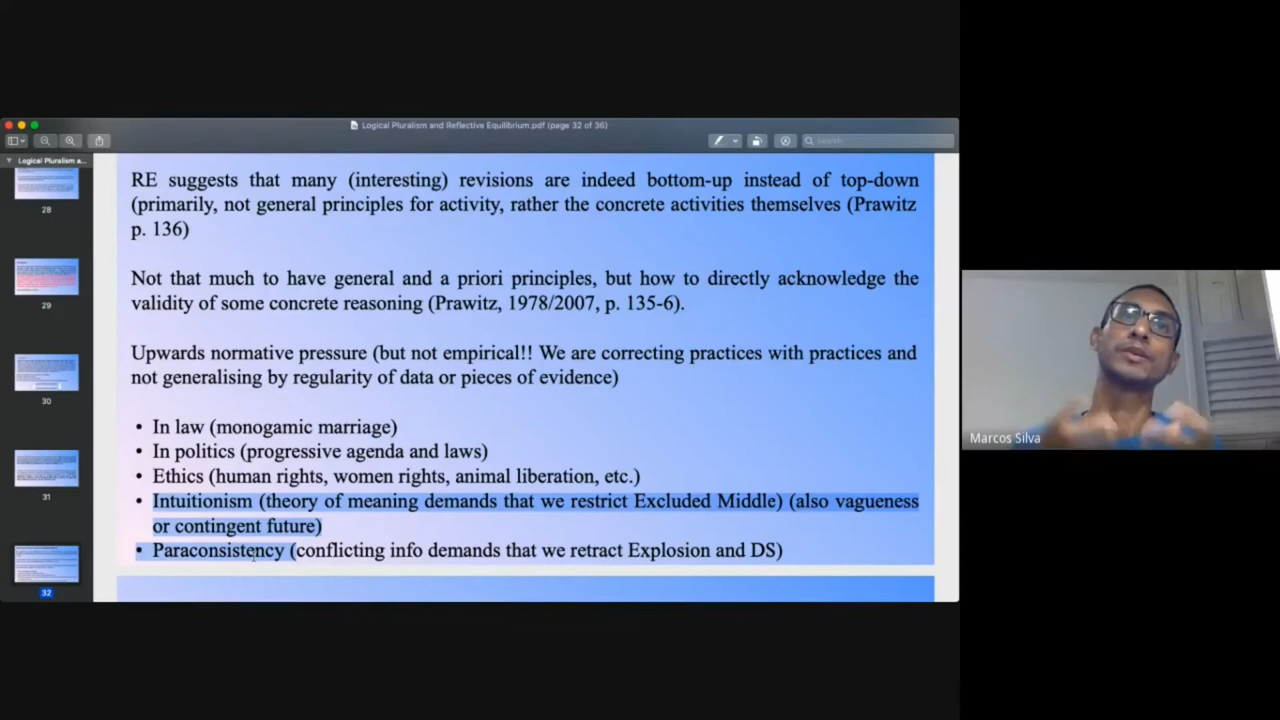 Logical Pluralism and Reflective Equilibrium.pdf (page 32 of 36)
Search
Logical Pluralism a...
28
29
30
31
32
RE suggests that many (interesting) revisions are indeed bottom-up instead of top-down
(primarily, not general principles for activity, rather the concrete activities themselves (Prawitz
p. 136)
Not that much to have general and a priori principles, but how to directly acknowledge the
validity of some concrete reasoning (Prawitz, 1978/2007, p. 135-6).
Upwards normative pressure (but not empirical!! We are correcting practices with practices and
not generalising by regularity of data or pieces of evidence)
• In law (monogamic marriage)
• In politics (progressive agenda and laws)
• Ethics (human rights, women rights, animal liberation, etc.)
• Intuitionism (theory of meaning demands that we restrict Excluded Middle) (also vagueness
or contingent future)
• Paraconsistency (conflicting info demands that we retract Explosion and DS)
Marcos Silva